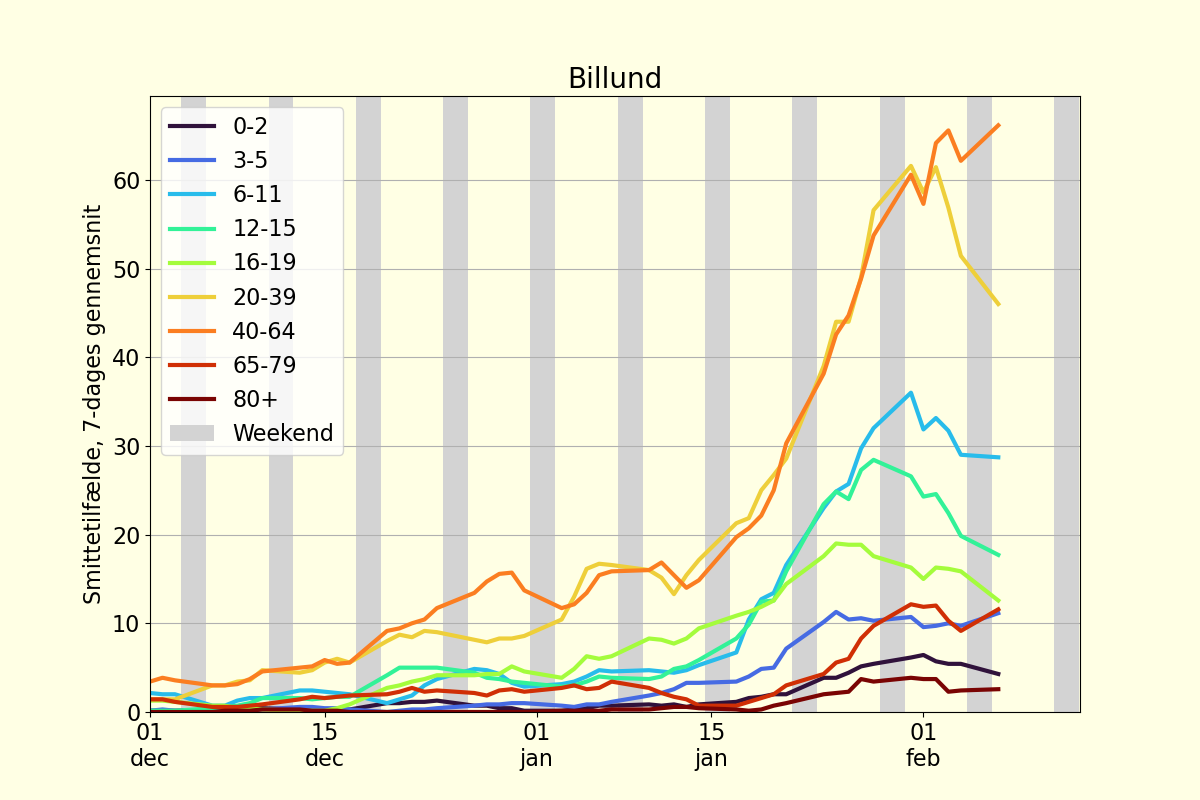 Billund
Smittetilfælde, 7-dages gennemsnit
60
50
40
30
20
10
0
0-2
3-5
6-11
12-15
16-19
20-39
40-64
65-79
80+
Weekend
01
dec
15
dec
01
jan
15
jan
01
feb